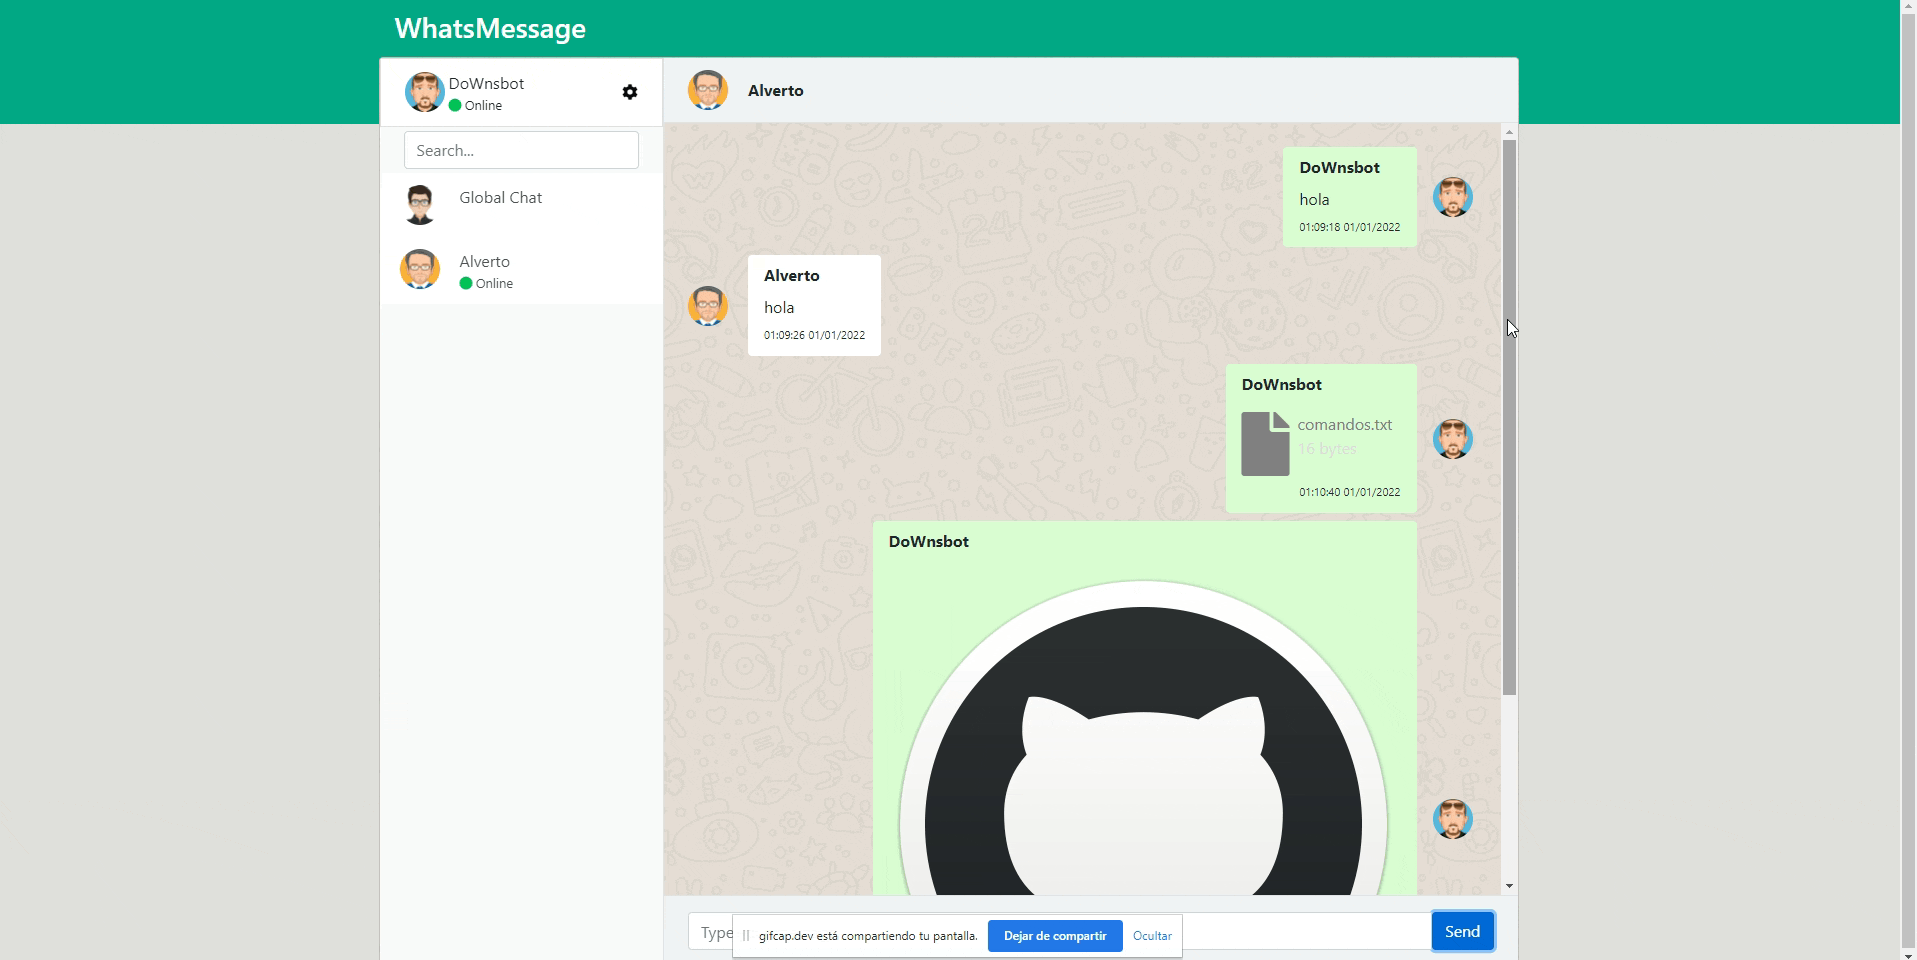 WhatsMessage
DoWnsbot
Online
Search...
Global Chat
Alverto
Online
Alverto
DoWnsbot
hola
01:09:18 01/01/2022
Alverto
hola
01:09:26 01/01/2022
DoWnsbot
comandos.txt
16 bytes
01:10:40 01/01/2022
DoWnsbot
Type
gifcap.dev está compartiendo tu pantalla.
Dejar de compartir
Ocultar
Send